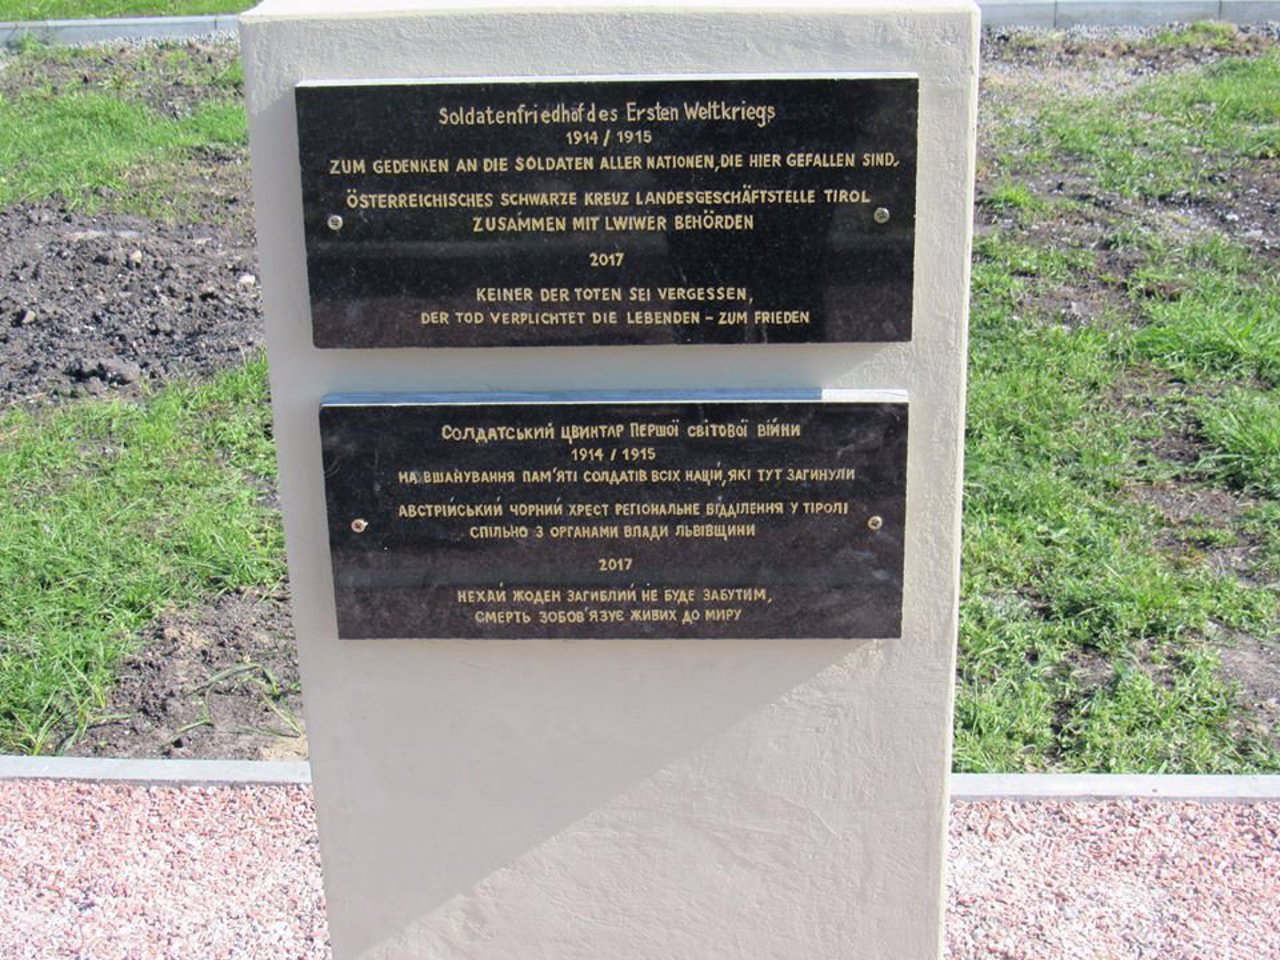 Soldatenfriedhof des Ersten Weltkriegs
1914 / 1915
ZUM GEDENKEN AN DIE SOLDATEN ALLER NATIONEN, DIE HIER GEFALLEN SIND,
ÖSTERREICHISCHES SCHWARZE KREUZ LANDESGESCHÄFTSTELLE TIROL
ZUSAMMEN MIT LWIWER BEHÖRDEN
2017
KEINER DER TOTEN SEI VERGESSEN,
DER TOD VERPLICHTET DIE LEBENDEN – ZUM FRIEDEN
Солдатський цвинтар Першої світової війни
1914 / 1915
НА ВШАНУВАННЯ ПАМ'ЯТІ СОЛДАТІВ ВСІХ НАЦІЙ, ЯКІ ТУТ ЗАГИНУЛИ
АВСТРІЙСЬКИЙ ЧОРНИЙ ХРЕСТ РЕГІОНАЛЬНЕ ВІДДІЛЕННЯ У ТІРОЛІ
СПІЛЬНО З ОРГАНАМИ ВЛАДИ ЛЬВІВЩИНИ
2017
НЕХАЙ ЖОДЕН ЗАГИБЛИЙ НЕ БУДЕ ЗАБУТИМ,
СМЕРТЬ ЗОБОВ'ЯЗУЄ ЖИВИХ ДО МИРУ